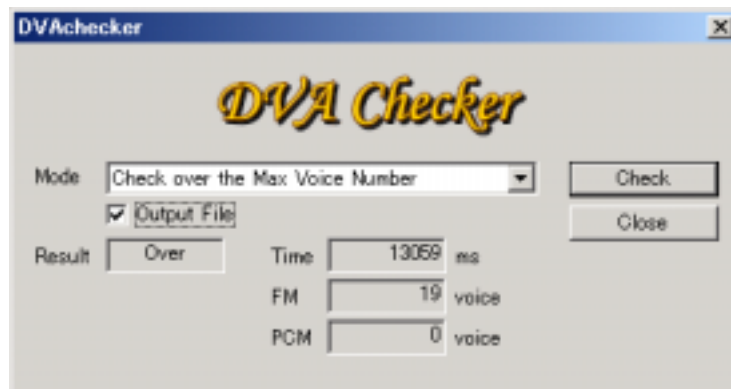 DVAchecker
DVA Checker
Mode Check over the Max Voice Number Check
Output File Close
Result Over Time 13059 ms
FM 19 voice
PCM 0 voice